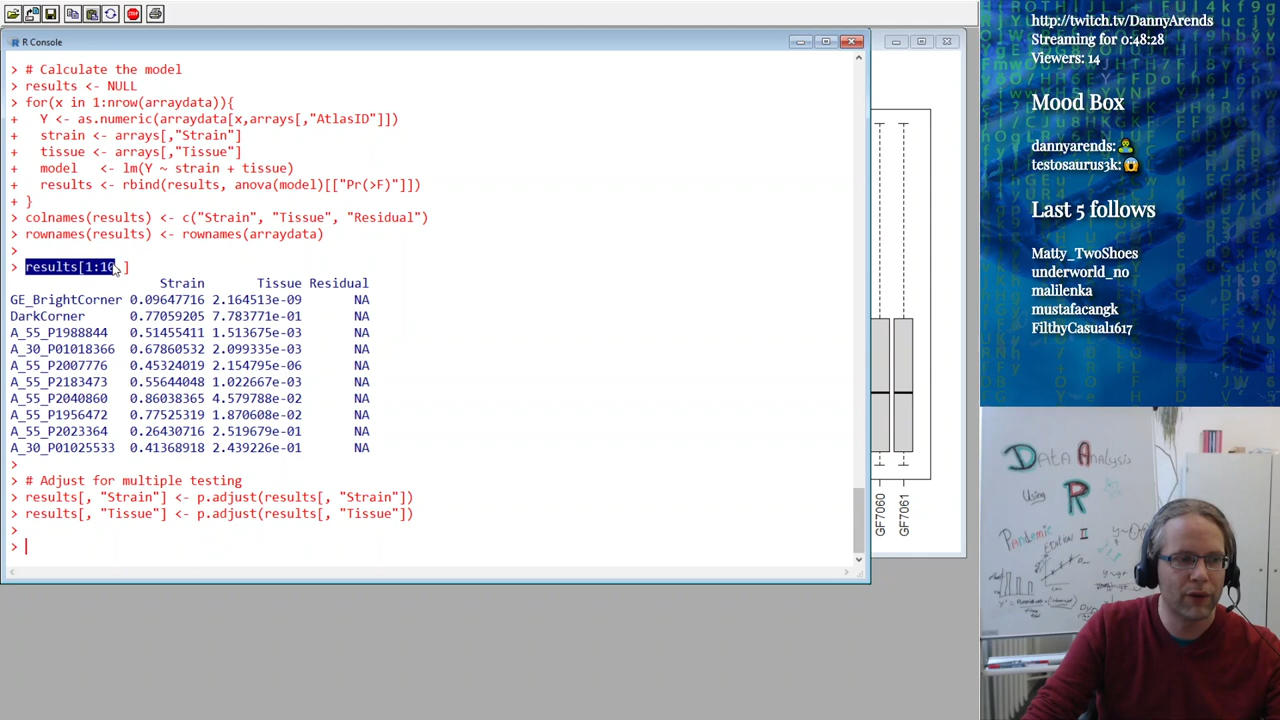 R Console
> # Calculate the model
> results <- NULL
> for(x in 1:nrow(arraydata)){
+   Y <- as.numeric(arraydata[x,arrays[,"AtlasID"]])
+   strain <- arrays[,"Strain"]
+   tissue <- arrays[,"Tissue"]
+   model   <- lm(Y ~ strain + tissue)
+   results <- rbind(results, anova(model)[["Pr(>F)"]])
+ }
> colnames(results) <- c("Strain", "Tissue", "Residual")
> rownames(results) <- rownames(arraydata)
>
> results[1:10,]
Strain Tissue Residual
GE_BrightCorner 0.09647716 2.164513e-09 NA
DarkCorner 0.77059205 7.783771e-01 NA
A_55_P1988844 0.51455411 1.513675e-03 NA
A_30_P01018366 0.67860532 2.099335e-03 NA
A_55_P2007776 0.45324019 2.154795e-06 NA
A_55_P2183473 0.55644048 1.022667e-03 NA
A_55_P2040860 0.86038365 4.579788e-02 NA
A_55_P1956472 0.77525319 1.870608e-02 NA
A_55_P2023364 0.26430716 2.519679e-01 NA
A_30_P01025533 0.41368918 2.439226e-01 NA
>
> # Adjust for multiple testing
> results[, "Strain"] <- p.adjust(results[, "Strain"])
> results[, "Tissue"] <- p.adjust(results[, "Tissue"])
>
>
GF7060
GF7061
http://twitch.tv/DannyArends
Streaming for 0:48:28
Viewers: 14
Mood Box
dannyarends:
testosaurus3k:
Last 5 follows
Matty_TwoShoes
underworld_no
malilenka
mustafacangk
FilthyCasual1617
Data Analysis
Using R
Pandemic
Edition II